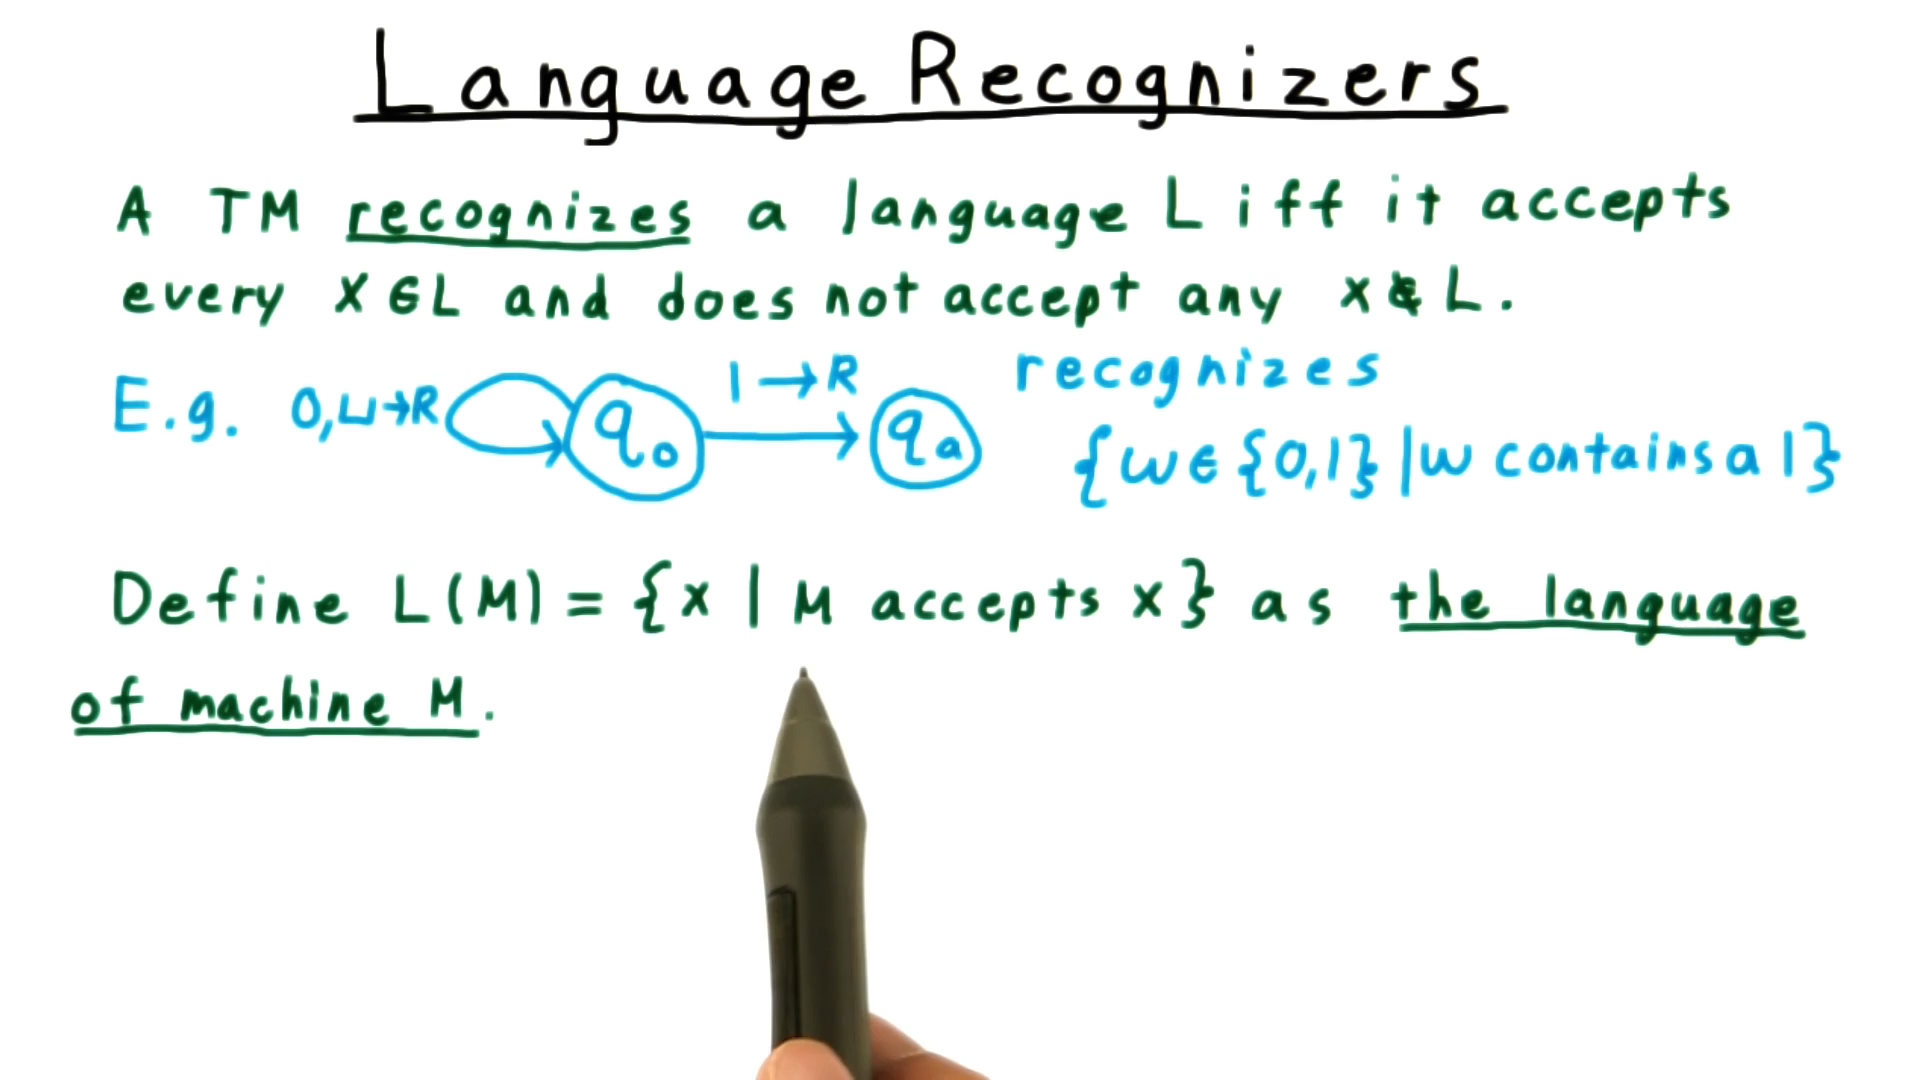 Language Recognizers
A TM recognizes a language L iff it accepts
every x∈L and does not accept any x∉L.
E.g. 0,⊔→R q₀ 1→R qₐ recognizes
{w∈{0,1}|w contains a 1}
Define L(M) = {x | M accepts x} as the language
of machine M.